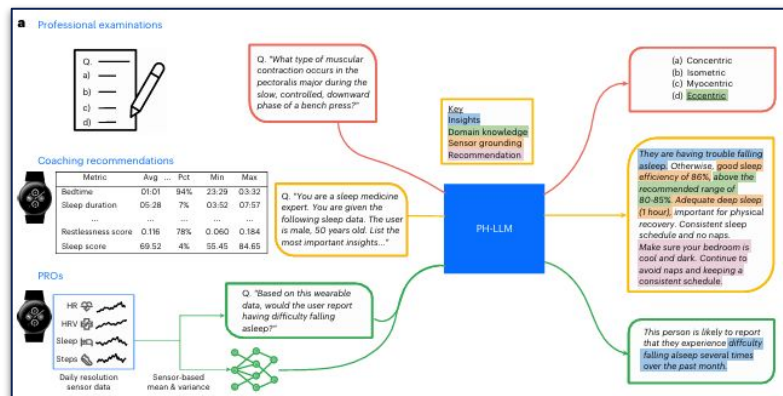 a
Professional examinations
Q.
a)
b)
c)
d)
Q. "What type of muscular
contraction occurs in the
pectoralis major during the
slow, controlled, downward
phase of a bench press?"
(a) Concentric
(b) Isometric
(c) Myocentric
(d) Eccentric
Key
Insights
Domain knowledge
Sensor grounding
Recommendation
Coaching recommendations
Metric Avg ... Pct Min Max
Bedtime 01:01 94% 23:29 03:32
Sleep duration 05:28 7% 03:52 07:57
... ... ... ... ...
Restlessness score 0.116 78% 0.060 0.184
Sleep score 69.52 4% 55.45 84.65
Q. "You are a sleep medicine
expert. You are given the
following sleep data. The user
is male, 50 years old. List the
most important insights..."
PH-LLM
They are having trouble falling
asleep. Otherwise, good sleep
efficiency of 86%, above the
recommended range of
80-85%. Adequate deep sleep
(1 hour), important for physical
recovery. Consistent sleep
schedule and no naps.
Make sure your bedroom is
cool and dark. Continue to
avoid naps and keeping a
consistent schedule.
PROs
HR
HRV
Sleep
Steps
Daily resolution
sensor data
Sensor-based
mean & variance
Q. "Based on this wearable
data, would the user report
having difficulty falling
asleep?"
This person is likely to report
that they experience diffculty
falling alseep several times
over the past month.